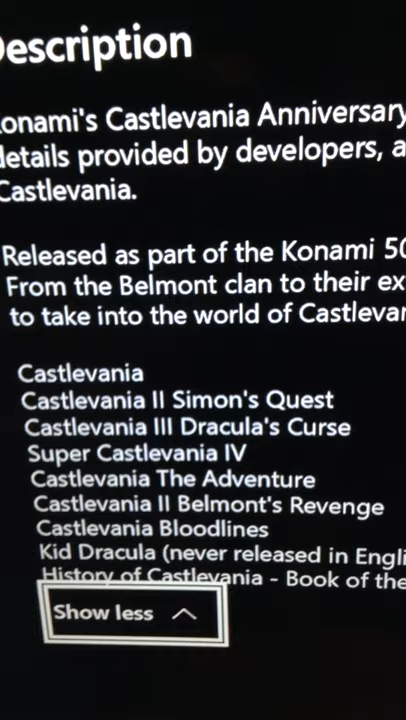 Description
Konami's Castlevania Anniversary
details provided by developers, a
Castlevania.
Released as part of the Konami 50
From the Belmont clan to their ex
to take into the world of Castlevan
Castlevania
Castlevania II Simon's Quest
Castlevania III Dracula's Curse
Super Castlevania IV
Castlevania The Adventure
Castlevania II Belmont's Revenge
Castlevania Bloodlines
Kid Dracula (never released in Engli
History of Castlevania - Book of the
Show less